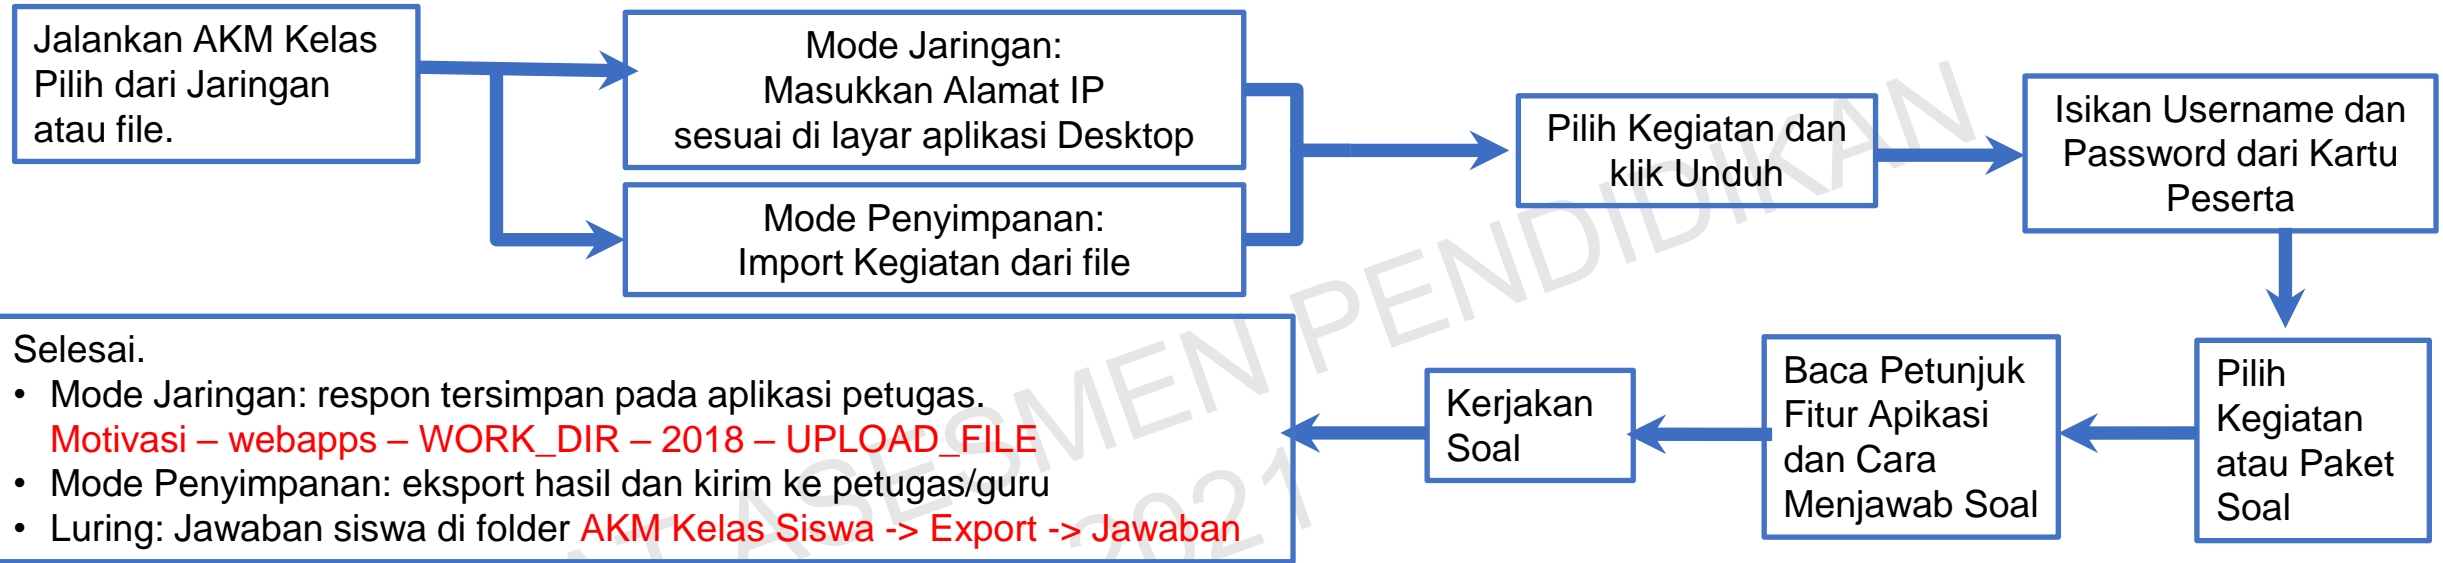 Jalankan AKM Kelas
Pilih dari Jaringan
atau file.
Mode Jaringan:
Masukkan Alamat IP
sesuai di layar aplikasi Desktop
Mode Penyimpanan:
Import Kegiatan dari file
Pilih Kegiatan dan
klik Unduh
Isikan Username dan
Password dari Kartu
Peserta
Pilih
Kegiatan
atau Paket
Soal
Baca Petunjuk
Fitur Apikasi
dan Cara
Menjawab Soal
Kerjakan
Soal
Selesai.
• Mode Jaringan: respon tersimpan pada aplikasi petugas.
Motivasi – webapps – WORK_DIR – 2018 – UPLOAD_FILE
• Mode Penyimpanan: eksport hasil dan kirim ke petugas/guru
• Luring: Jawaban siswa di folder AKM Kelas Siswa -> Export -> Jawaban
ASESMEN PENDIDIKAN
2021